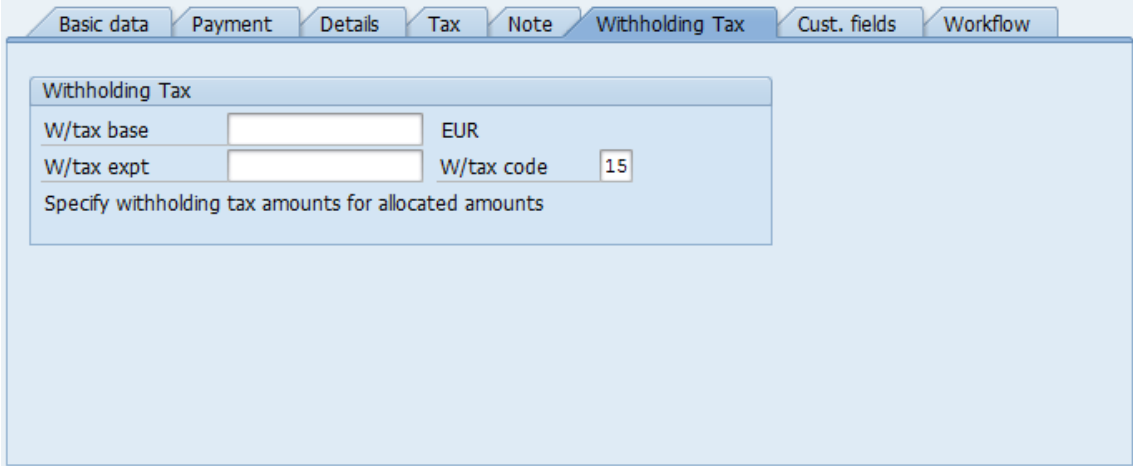 Basic data Payment Details Tax Note Withholding Tax Cust. fields Workflow
Withholding Tax
W/tax base EUR
W/tax expt W/tax code 15
Specify withholding tax amounts for allocated amounts